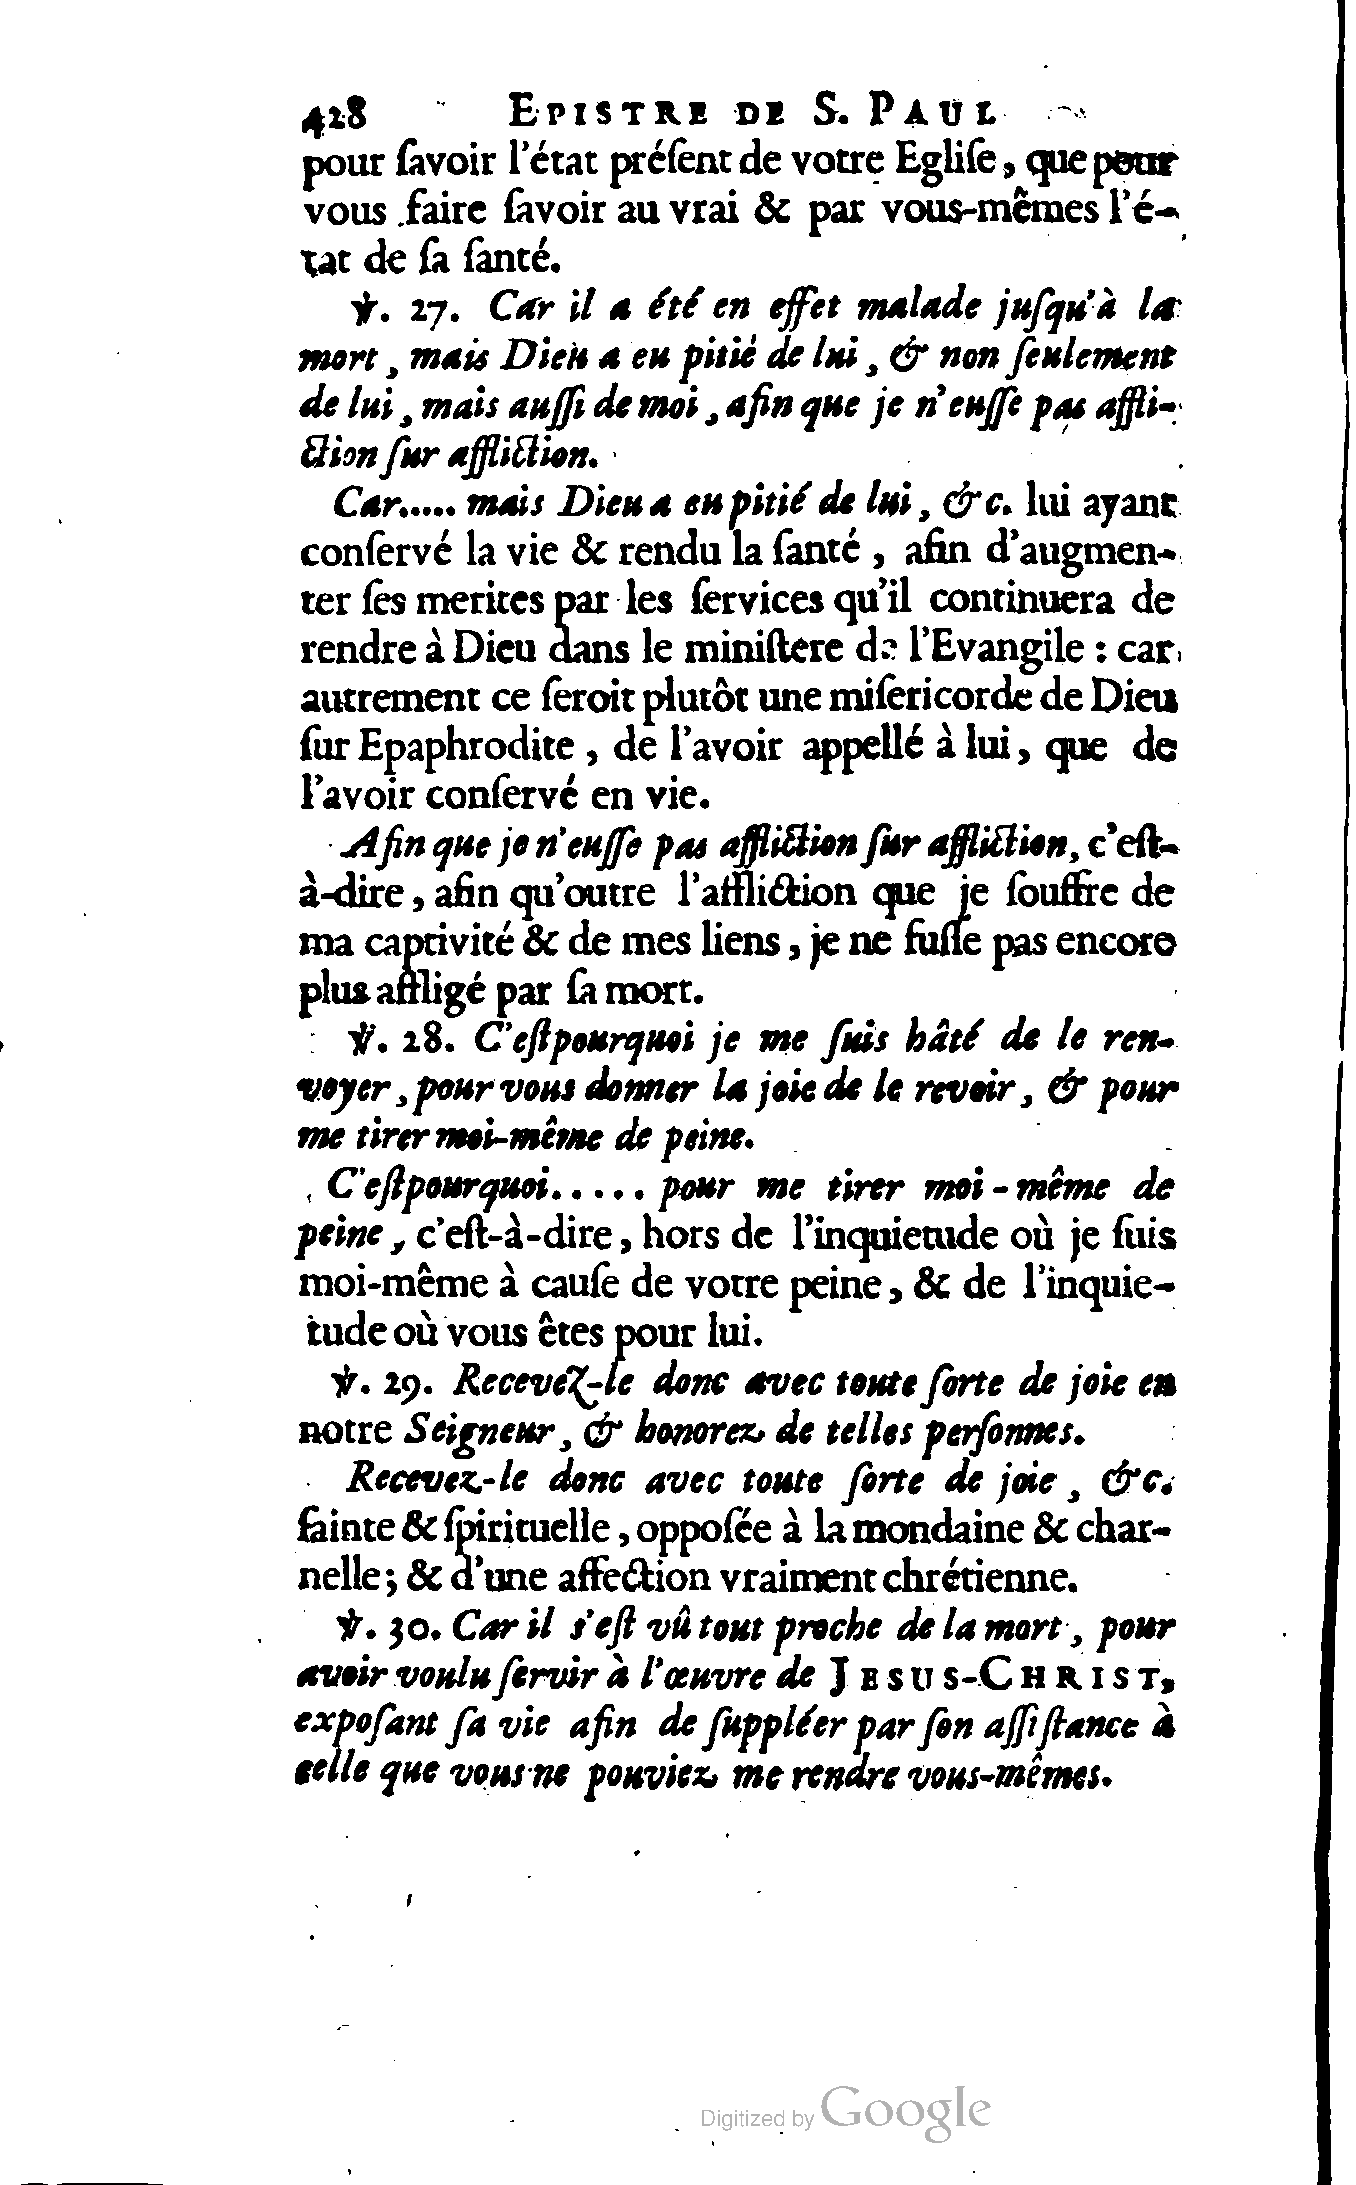 428 EPISTRE DE S. PAUL
pour ſavoir l'état préſent de votre Egliſe, que pour
vous faire ſavoir au vrai & par vous-mêmes l'é-
tat de ſa ſanté.
℣. 27. Car il a été en effet malade juſqu'à la
mort, mais Dieu a eu pitié de lui, & non ſeulement
de lui, mais auſſi de moi, afin que je n'euſſe pas affli-
ction ſur affliction.
Car..... mais Dieu a eu pitié de lui, &c. lui ayant
conſervé la vie & rendu la ſanté, afin d'augmen-
ter ſes merites par les ſervices qu'il continuera de
rendre à Dieu dans le miniſtere de l'Evangile : car
autrement ce ſeroit plutôt une miſericorde de Dieu
ſur Epaphrodite, de l'avoir appellé à lui, que de
l'avoir conſervé en vie.
Afin que je n'euſſe pas affliction ſur affliction, c'eſt-
à-dire, afin qu'outre l'affliction que je ſouffre de
ma captivité & de mes liens, je ne fuſſe pas encore
plus affligé par ſa mort.
℣. 28. C'eſtpourquoi je me ſuis hâté de le ren-
voyer, pour vous donner la joie de le revoir, & pour
me tirer moi-même de peine.
C'eſtpourquoi..... pour me tirer moi-même de
peine, c'eſt-à-dire, hors de l'inquietude où je ſuis
moi-même à cauſe de votre peine, & de l'inquie-
tude où vous êtes pour lui.
℣. 29. Recevez-le donc avec toute ſorte de joie en
notre Seigneur, & honorez de telles perſonnes.
Recevez-le donc avec toute ſorte de joie, &c.
ſainte & ſpirituelle, oppoſée à la mondaine & char-
nelle; & d'une affection vraiment chrétienne.
℣. 30. Car il s'eſt vû tout proche de la mort, pour
avoir voulu ſervir à l'œuvre de JESUS-CHRIST,
expoſant ſa vie afin de ſuppléer par ſon aſſiſtance à
celle que vous ne pouviez me rendre vous-mêmes.
Digitized by Google